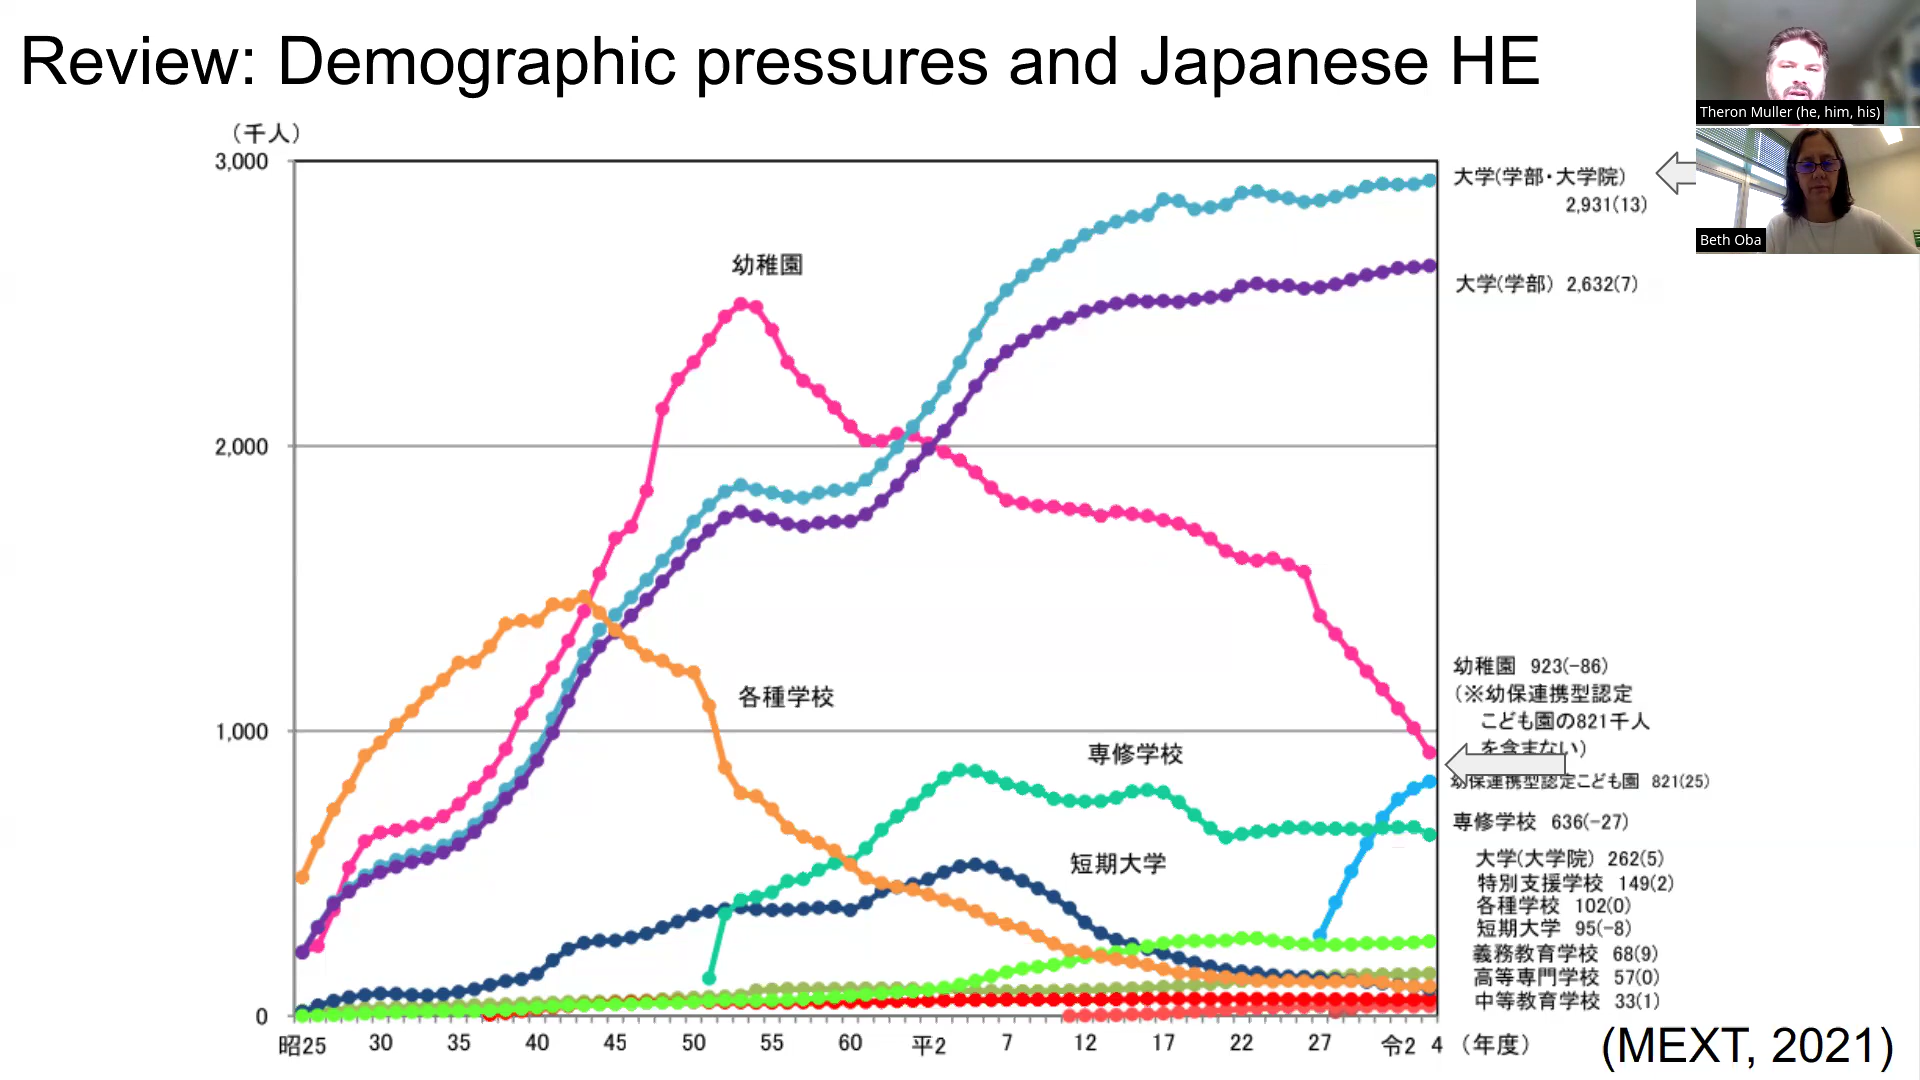 Review: Demographic pressures and Japanese HE
Theron Muller (he, him, his)
Beth Oba
（千人）
3,000
2,000
1,000
0
幼稚園
各種学校
専修学校
短期大学
大学(学部・大学院)
2,931(13)
大学(学部) 2,632(7)
幼稚園 923(-86)
(※幼保連携型認定
こども園の821千人
を含まない)
幼保連携型認定こども園 821(25)
専修学校 636(-27)
大学(大学院) 262(5)
特別支援学校 149(2)
各種学校 102(0)
短期大学 95(-8)
義務教育学校 68(9)
高等専門学校 57(0)
中等教育学校 33(1)
昭25 30 35 40 45 50 55 60 平2 7 12 17 22 27 令2 4 （年度）
(MEXT, 2021)